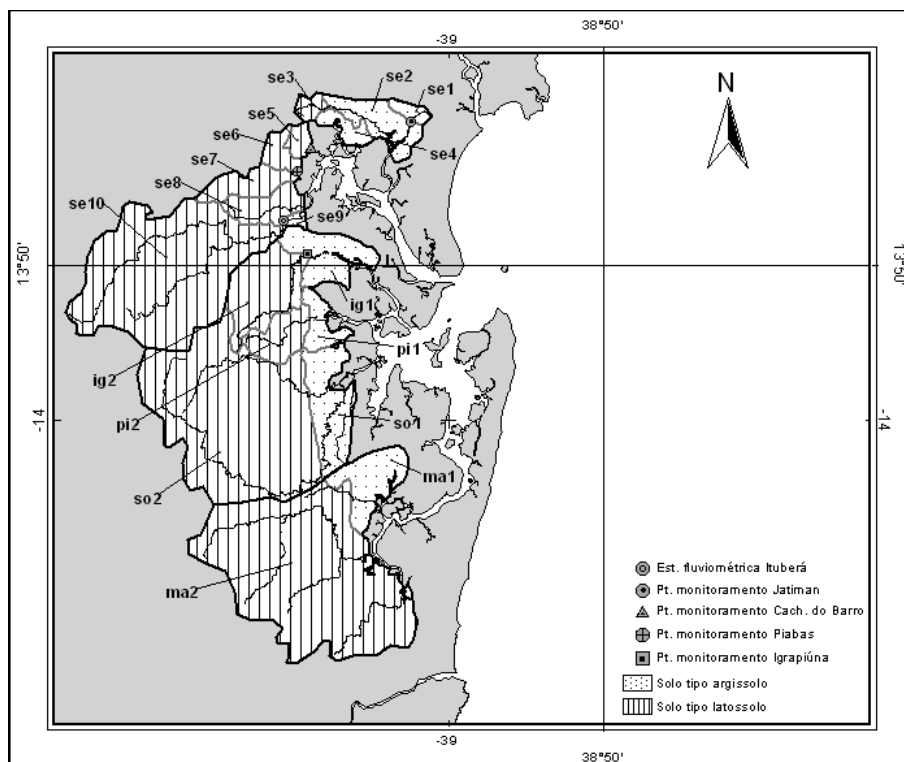 38°50'
-39
N
se3
se2
se1
se5
se6
se4
se7
se8
se10
se9
13°50'
13°50'
ig1
pi1
ig2
pi2
-14
-14
so1
ma1
so2
ma2
Est. fluviométrica Ituberá
Pt. monitoramento Jatiman
Pt. monitoramento Cach. do Barro
Pt. monitoramento Piabas
Pt. monitoramento Igrapiúna
Solo tipo argissolo
Solo tipo latossolo
-39
38°50'